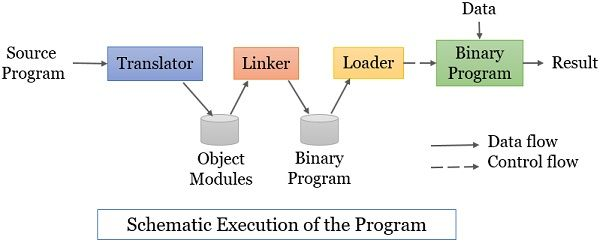 Data
Source
Program
Translator
Linker
Loader
Binary
Program
Result
Object
Modules
Binary
Program
Data flow
Control flow
Schematic Execution of the Program